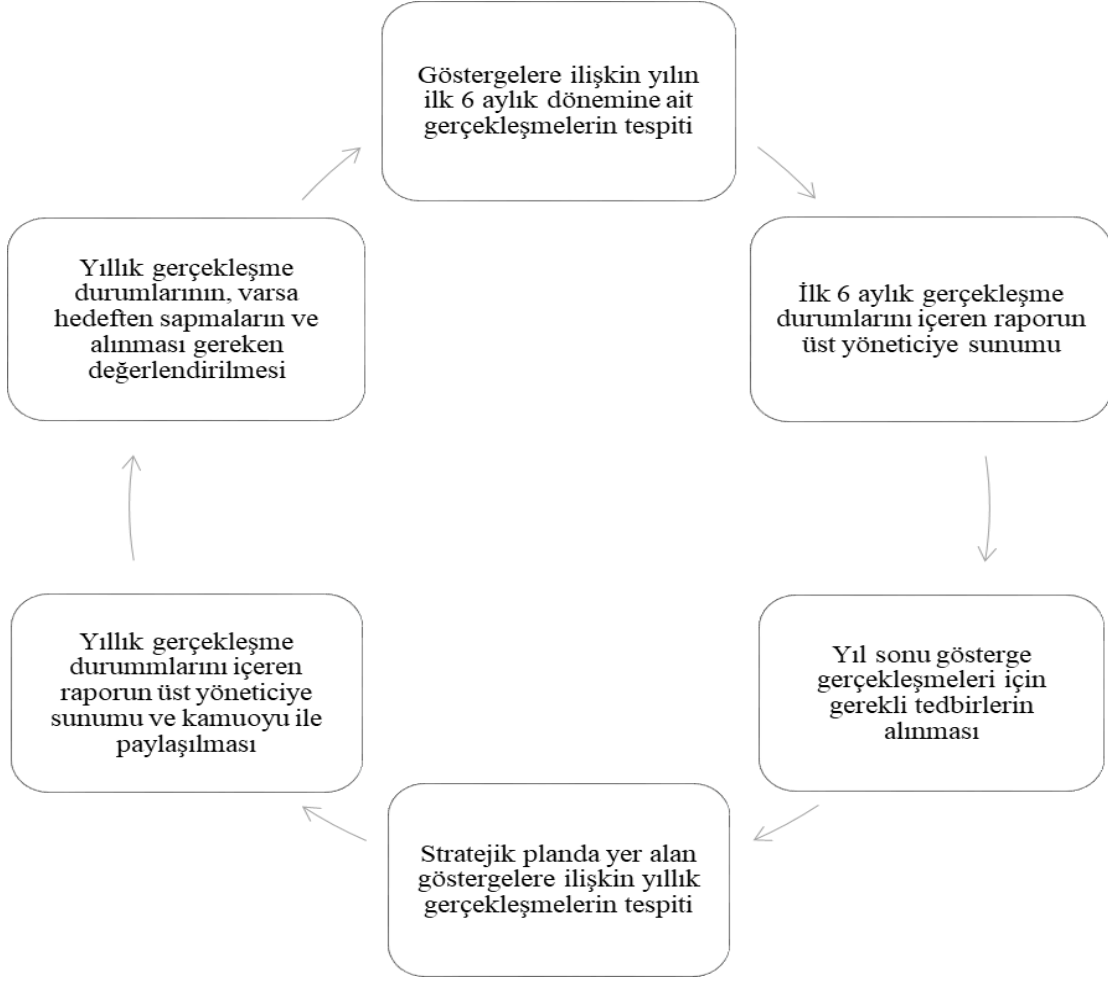 Göstergelere ilişkin yılın
ilk 6 aylık dönemine ait
gerçekleşmelerin tespiti
İlk 6 aylık gerçekleşme
durumlarını içeren raporun
üst yöneticiye sunumu
Yıl sonu gösterge
gerçekleşmeleri için
gerekli tedbirlerin
alınması
Stratejik planda yer alan
göstergelere ilişkin yıllık
gerçekleşmelerin tespiti
Yıllık gerçekleşme
durummlarını içeren
raporun üst yöneticiye
sunumu ve kamuoyu ile
paylaşılması
Yıllık gerçekleşme
durumlarının, varsa
hedeften sapmaların ve
alınması gereken
değerlendirilmesi